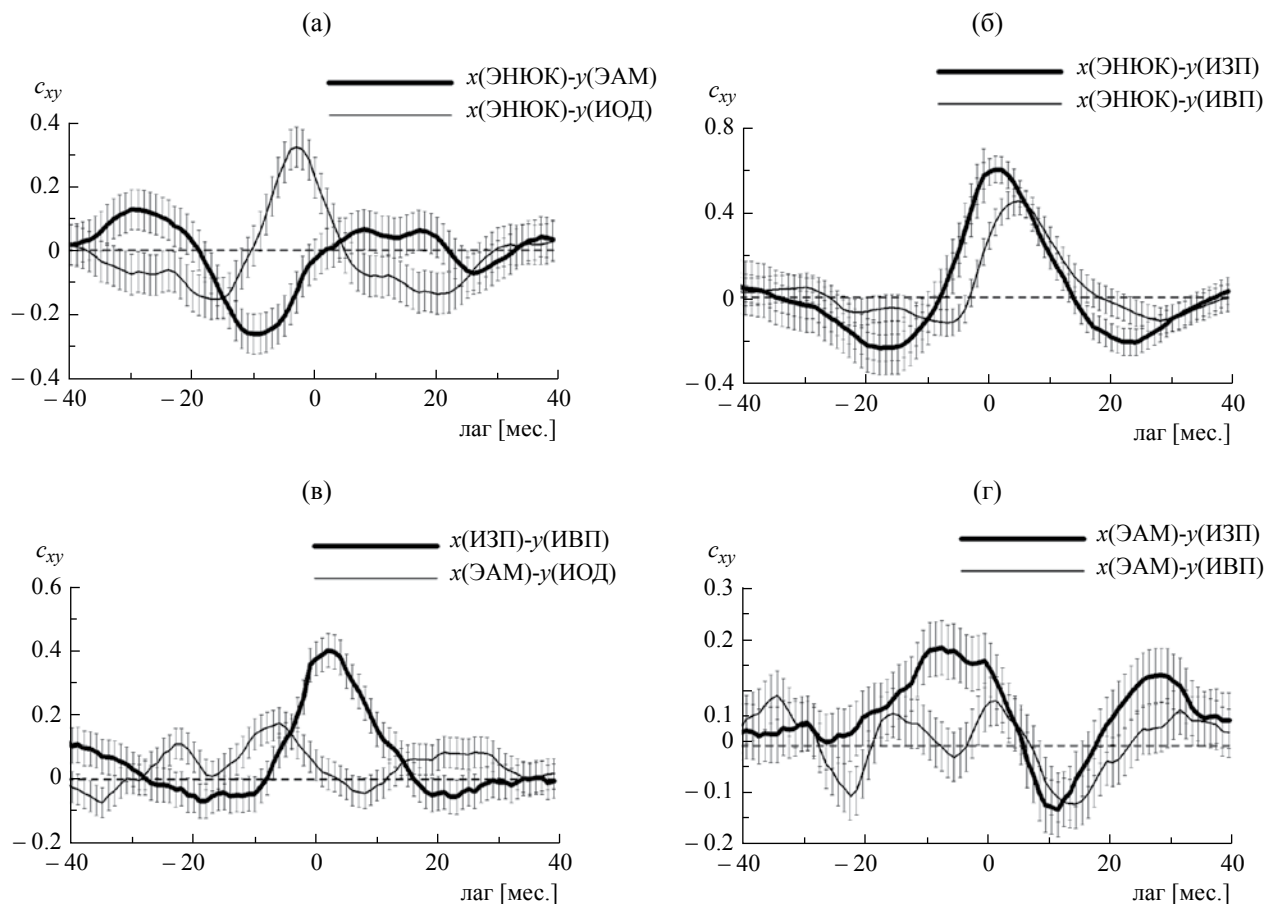 (а)
x(ЭНЮК)-y(ЭАМ)
x(ЭНЮК)-y(ИОД)
c_xy
0.4
0.2
0
– 0.2
– 0.4
– 40
– 20
0
20
40
лаг [мес.]
(б)
x(ЭНЮК)-y(ИЗП)
x(ЭНЮК)-y(ИВП)
c_xy
0.8
0.4
0
– 0.4
– 40
– 20
0
20
40
лаг [мес.]
(в)
x(ИЗП)-y(ИВП)
x(ЭАМ)-y(ИОД)
c_xy
0.6
0.4
0.2
0
– 0.2
– 40
– 20
0
20
40
лаг [мес.]
(г)
x(ЭАМ)-y(ИЗП)
x(ЭАМ)-y(ИВП)
c_xy
0.3
0.2
0.1
0
– 0.1
– 0.2
– 40
– 20
0
20
40
лаг [мес.]